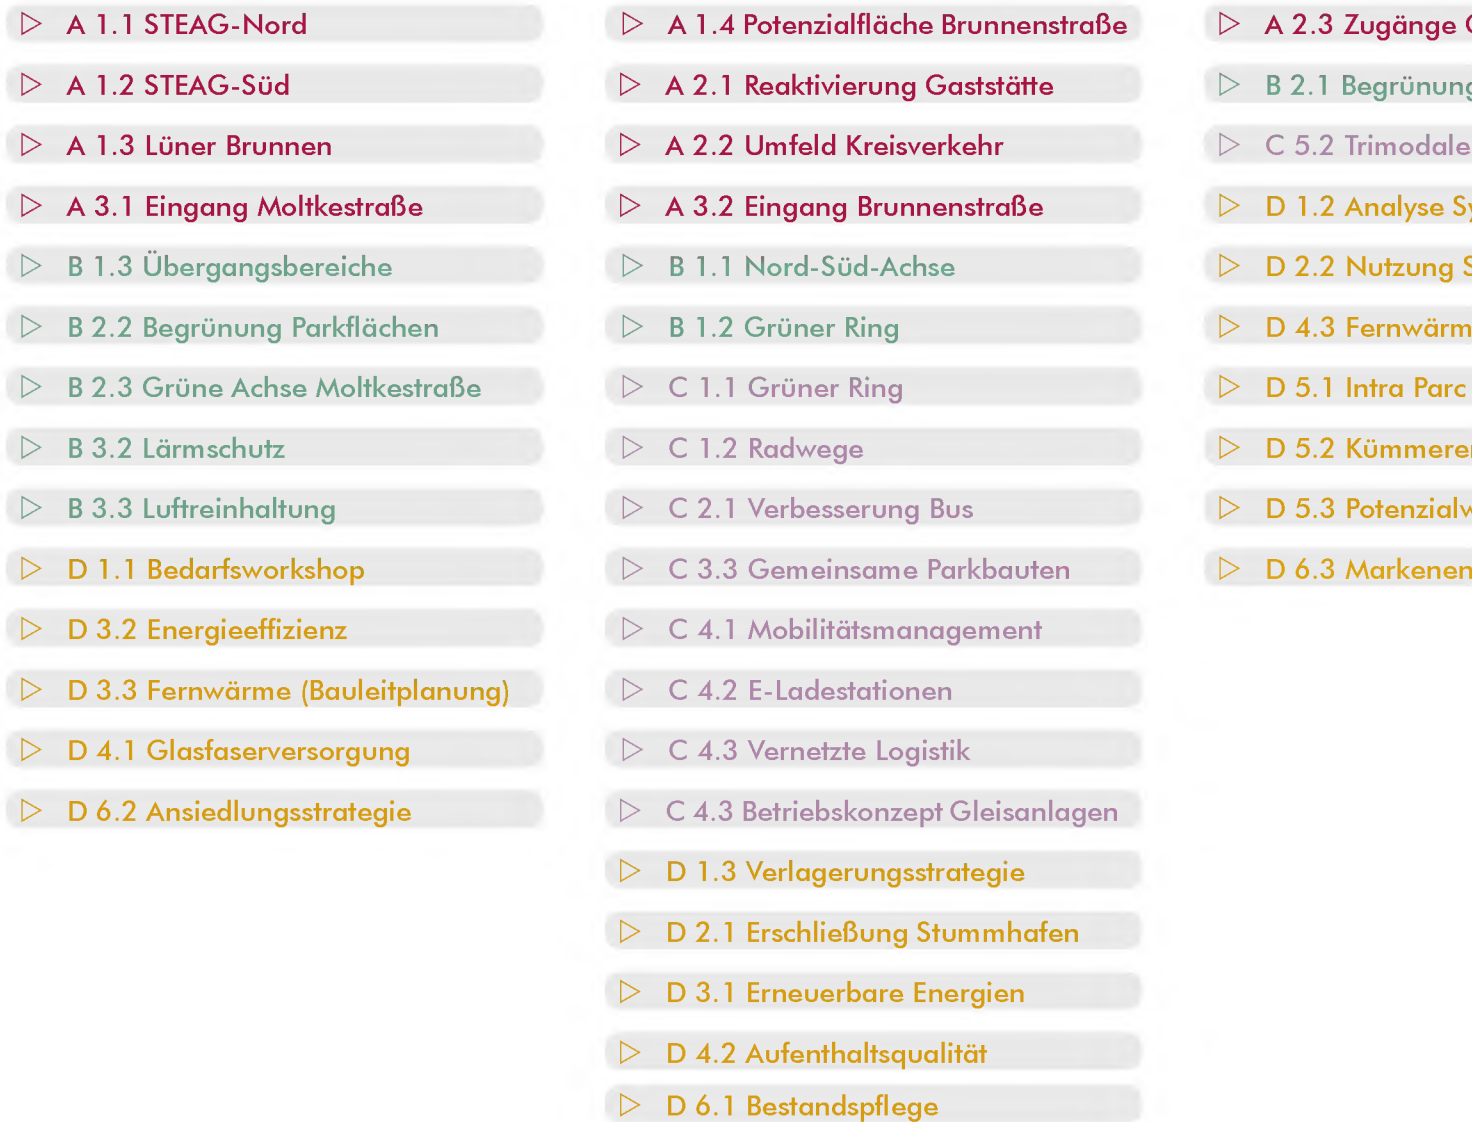 A 1.1 STEAG-Nord
A 1.2 STEAG-Süd
A 1.3 Lüner Brunnen
A 3.1 Eingang Moltkestraße
B 1.3 Übergangsbereiche
B 2.2 Begrünung Parkflächen
B 2.3 Grüne Achse Moltkestraße
B 3.2 Lärmschutz
B 3.3 Luftreinhaltung
D 1.1 Bedarfsworkshop
D 3.2 Energieeffizienz
D 3.3 Fernwärme (Bauleitplanung)
D 4.1 Glasfaserversorgung
D 6.2 Ansiedlungsstrategie
A 1.4 Potenzialfläche Brunnenstraße
A 2.1 Reaktivierung Gaststätte
A 2.2 Umfeld Kreisverkehr
A 3.2 Eingang Brunnenstraße
B 1.1 Nord-Süd-Achse
B 1.2 Grüner Ring
C 1.1 Grüner Ring
C 1.2 Radwege
C 2.1 Verbesserung Bus
C 3.3 Gemeinsame Parkbauten
C 4.1 Mobilitätsmanagement
C 4.2 E-Ladestationen
C 4.3 Vernetzte Logistik
C 4.3 Betriebskonzept Gleisanlagen
D 1.3 Verlagerungsstrategie
D 2.1 Erschließung Stummhafen
D 3.1 Erneuerbare Energien
D 4.2 Aufenthaltsqualität
D 6.1 Bestandspflege
A 2.3 Zugänge
B 2.1 Begrünung
C 5.2 Trimodale
D 1.2 Analyse
D 2.2 Nutzung
D 4.3 Fernwärm
D 5.1 Intra Parc
D 5.2 Kümmere
D 5.3 Potenzial
D 6.3 Markenen